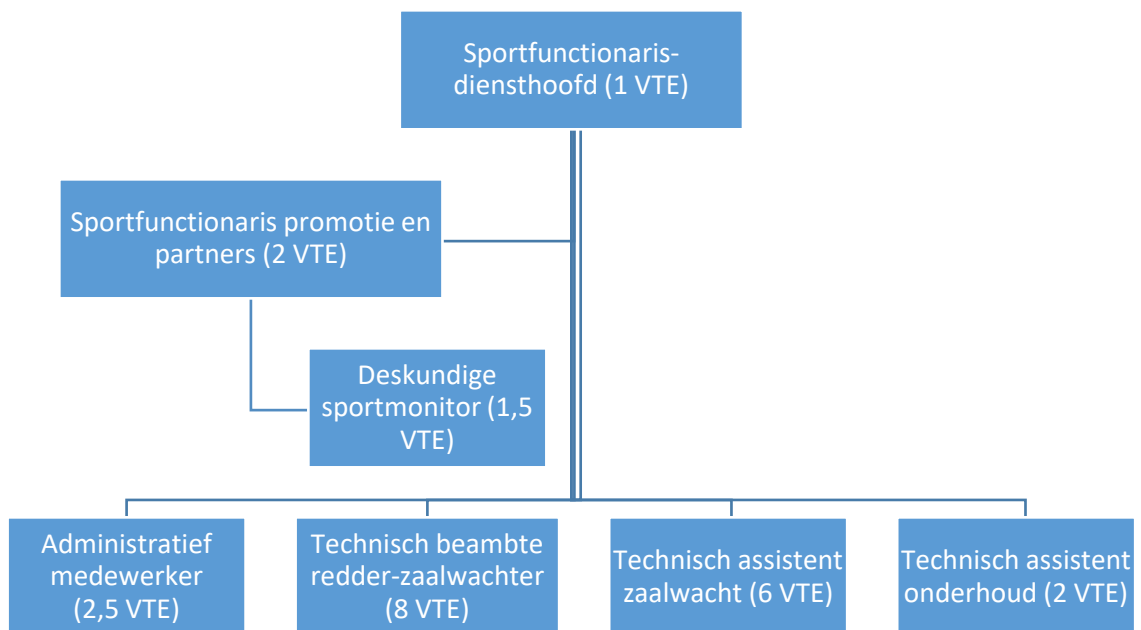 Sportfunctionaris-
diensthoofd (1 VTE)
Sportfunctionaris promotie en
partners (2 VTE)
Deskundige
sportmonitor (1,5
VTE)
Administratief
medewerker
(2,5 VTE)
Technisch beambte
redder-zaalwachter
(8 VTE)
Technisch assistent
zaalwacht (6 VTE)
Technisch assistent
onderhoud (2 VTE)